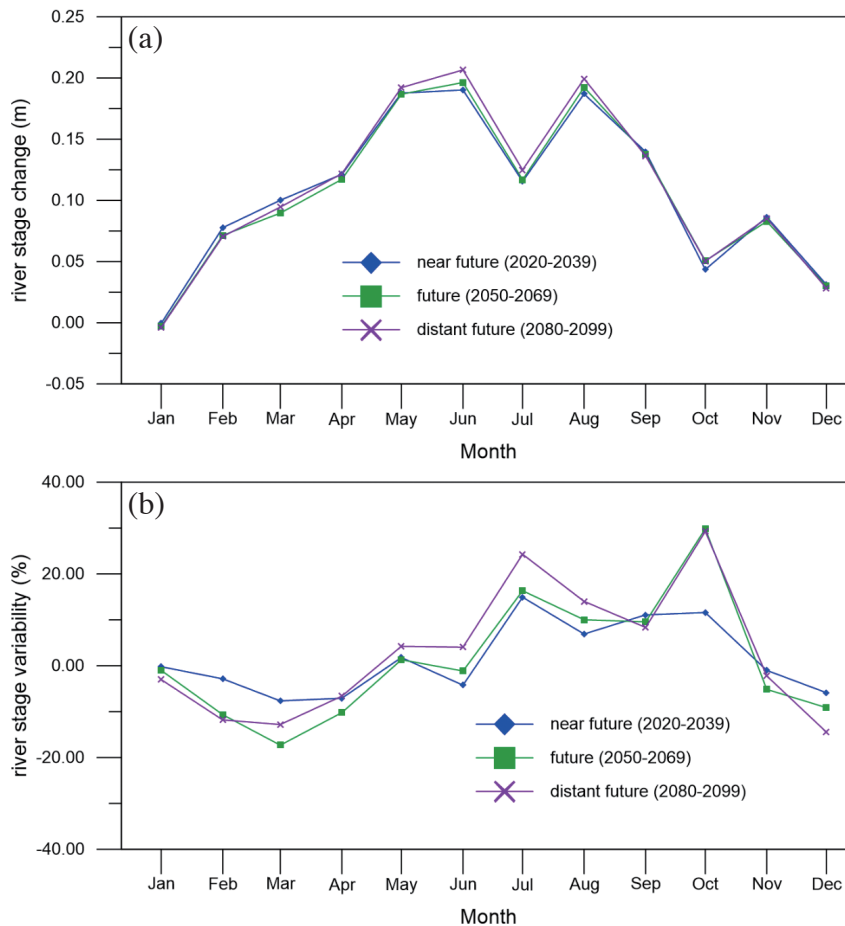 (a)
river stage change (m)
0.25
0.20
0.15
0.10
0.05
0.00
-0.05
near future (2020-2039)
future (2050-2069)
distant future (2080-2099)
Jan Feb Mar Apr May Jun Jul Aug Sep Oct Nov Dec
Month
(b)
river stage variability (%)
40.00
20.00
0.00
-20.00
-40.00
near future (2020-2039)
future (2050-2069)
distant future (2080-2099)
Jan Feb Mar Apr May Jun Jul Aug Sep Oct Nov Dec
Month